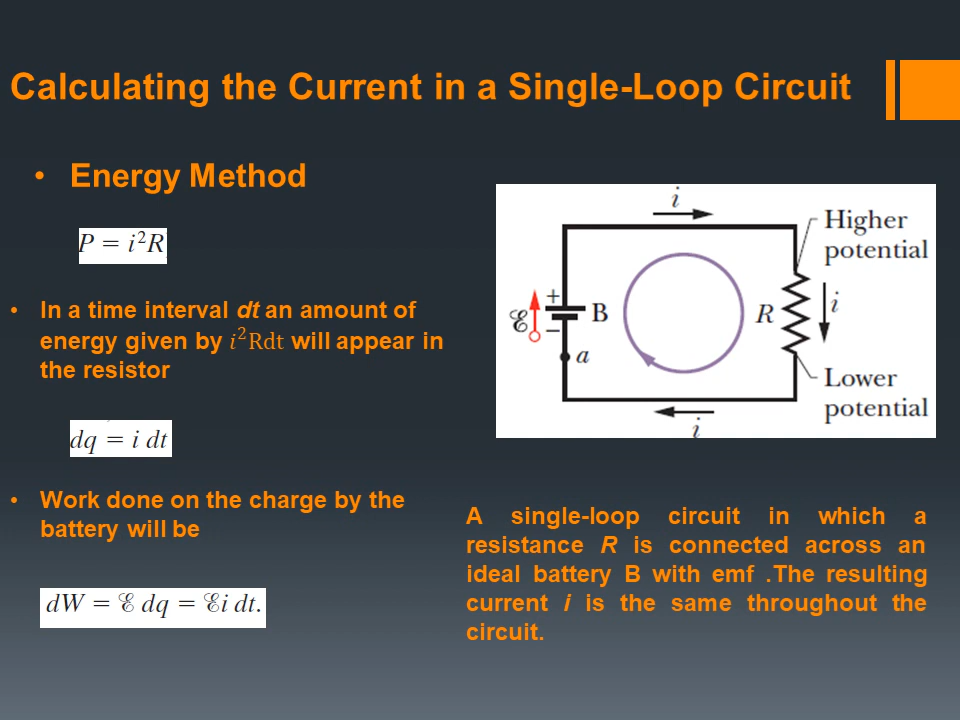 Calculating the Current in a Single-Loop Circuit
• Energy Method
P = i²R
• In a time interval dt an amount of
energy given by i²Rdt will appear in
the resistor
dq = i dt
• Work done on the charge by the
battery will be
dW = ℰ dq = ℰi dt.
i
Higher
potential
+
ℰ
B
R
i
−
a
Lower
potential
i
A single-loop circuit in which a
resistance R is connected across an
ideal battery B with emf .The resulting
current i is the same throughout the
circuit.